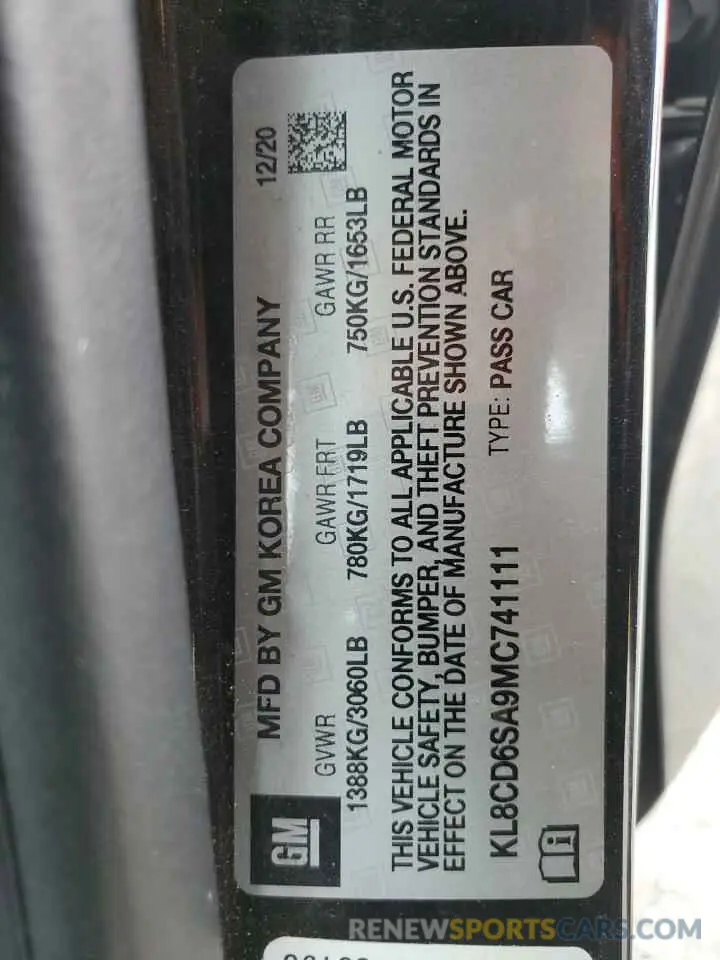 MFD BY GM KOREA COMPANY 12/20
GVWR GAWR FRT GAWR RR
1388KG/3060LB 780KG/1719LB 750KG/1653LB
THIS VEHICLE CONFORMS TO ALL APPLICABLE U.S. FEDERAL MOTOR
VEHICLE SAFETY, BUMPER, AND THEFT PREVENTION STANDARDS IN
EFFECT ON THE DATE OF MANUFACTURE SHOWN ABOVE.
KL8CD6SA9MC741111 TYPE: PASS CAR
GM
RENEWSPORTSCARS.COM